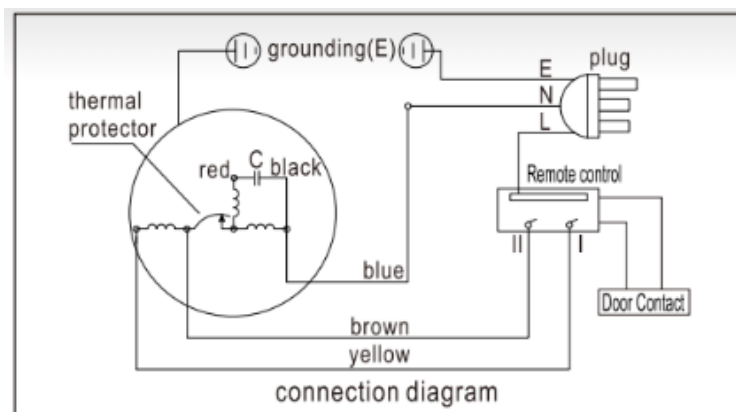 grounding(E)
E
plug
N
L
thermal
protector
red C black
Remote control
II I
blue
Door Contact
brown
yellow
connection diagram